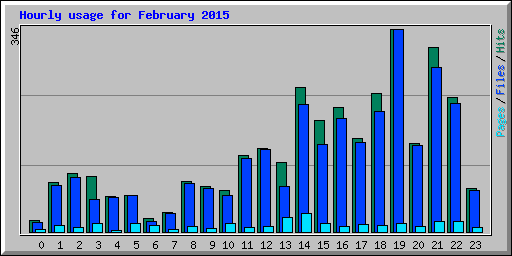 Hourly usage for February 2015
346
Pages/Files/Hits
0 1 2 3 4 5 6 7 8 9 10 11 12 13 14 15 16 17 18 19 20 21 22 23